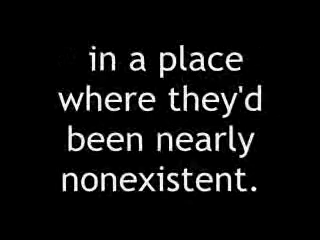 in a place
where they'd
been nearly
nonexistent.